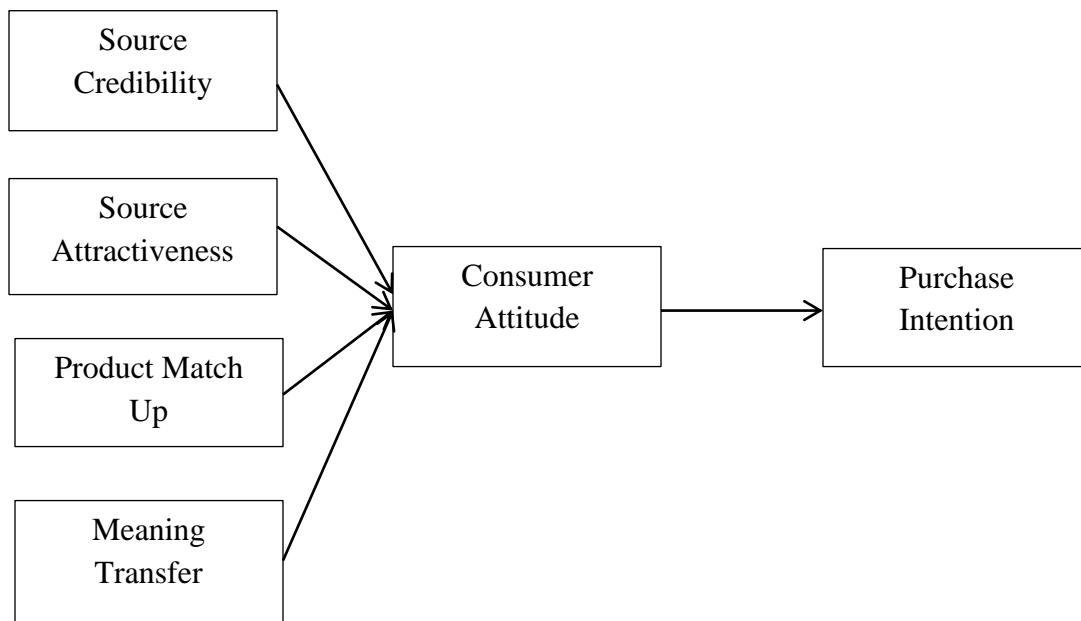 Source
Credibility
Source
Attractiveness
Product Match
Up
Meaning
Transfer
Consumer
Attitude
Purchase
Intention